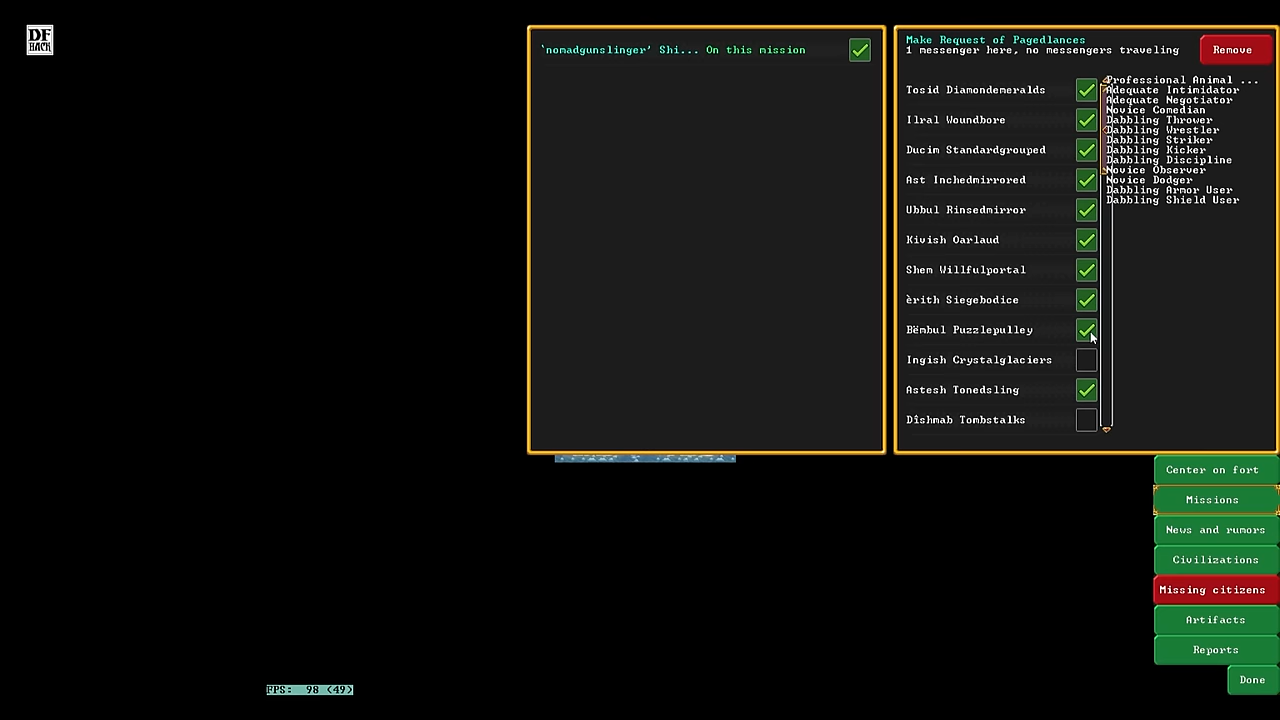 DF
HACK
`nomadgunslinger' Shi... On this mission
Make Request of Pagedlances
1 messenger here, no messengers traveling
Remove
Tosid Diamondemeralds
Ilral Woundbore
Ducim Standardgrouped
Ast Inchedmirrored
Ubbul Rinsedmirror
Kivish Oarlaud
Shem Willfulportal
èrith Siegebodice
Bëmbul Puzzlepulley
Ingish Crystalglaciers
Astesh Tonedsling
Dîshmab Tombstalks
Professional Animal ...
Adequate Intimidator
Adequate Negotiator
Novice Comedian
Dabbling Thrower
Dabbling Wrestler
Dabbling Striker
Dabbling Kicker
Dabbling Discipline
Novice Observer
Novice Dodger
Dabbling Armor User
Dabbling Shield User
Center on fort
Missions
News and rumors
Civilizations
Missing citizens
Artifacts
Reports
Done
FPS: 98 (49)